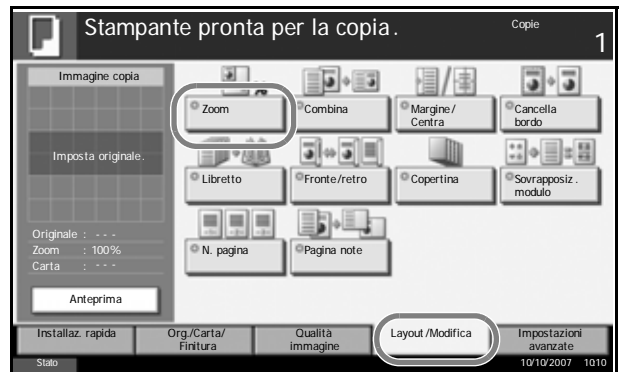 Stampante pronta per la copia.
Copie
1
Immagine copia
Imposta originale.
Originale : - - -
Zoom : 100%
Carta : - - -
Anteprima
Zoom
Combina
Margine/
Centra
Cancella
bordo
Libretto
Fronte/retro
Copertina
Sovrapposiz.
modulo
N. pagina
Pagina note
Installaz. rapida
Org./Carta/
Finitura
Qualità
immagine
Layout/Modifica
Impostazioni
avanzate
Stato
10/10/2007 1010